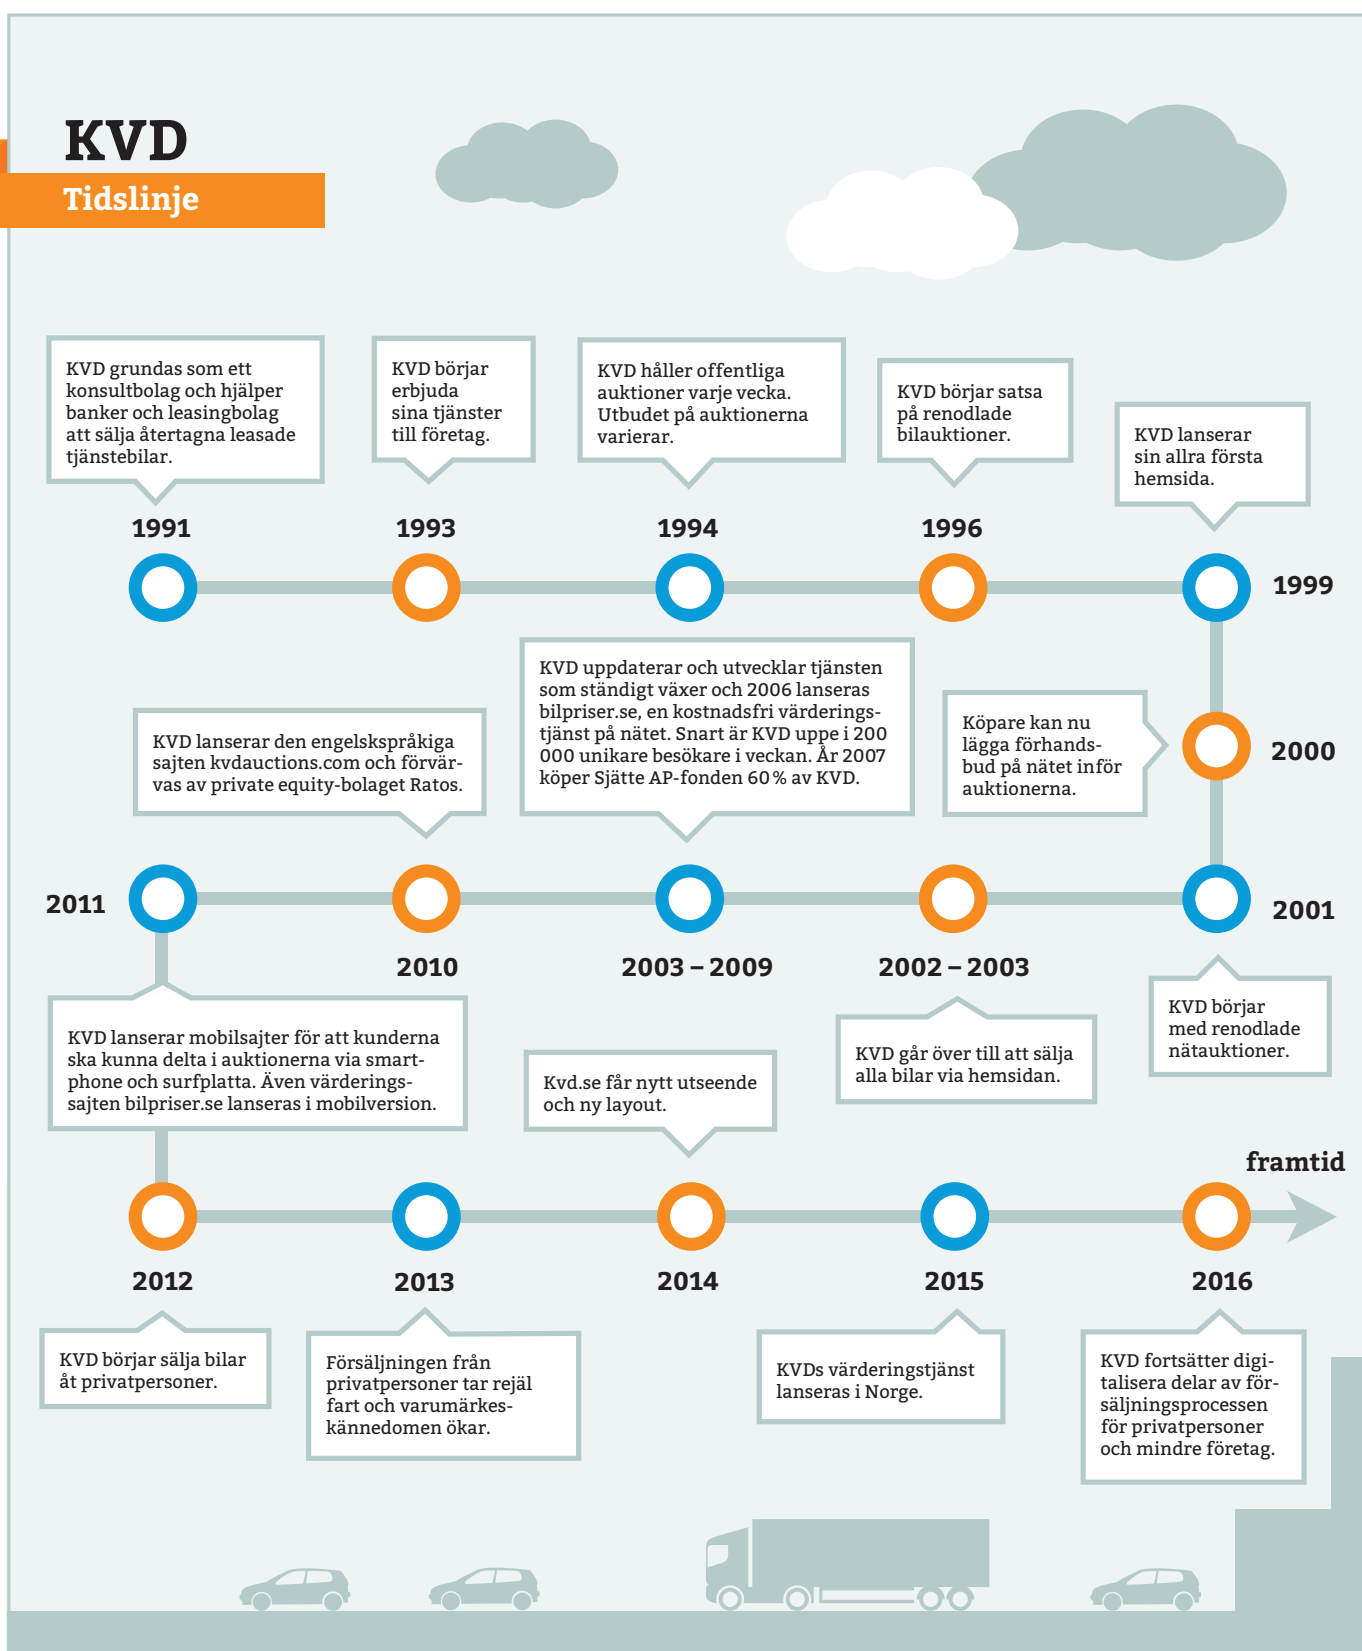 KVD
Tidslinje
KVD grundas som ett
konsultbolag och hjälper
banker och leasingbolag
att sälja återtagna leasade
tjänstebilar.
1991
KVD börjar
erbjuda
sina tjänster
till företag.
1993
KVD håller offentliga
auktioner varje vecka.
Utbudet på auktionerna
varierar.
1994
KVD börjar satsa
på renodlade
bilauktioner.
1996
KVD lanserar
sin allra första
hemsida.
1999
Köpare kan nu
lägga förhands-
bud på nätet inför
auktionerna.
2000
2001
KVD börjar
med renodlade
nätauktioner.
2002 – 2003
KVD går över till att sälja
alla bilar via hemsidan.
KVD uppdaterar och utvecklar tjänsten
som ständigt växer och 2006 lanseras
bilpriser.se, en kostnadsfri värderings-
tjänst på nätet. Snart är KVD uppe i 200
000 unikare besökare i veckan. År 2007
köper Sjätte AP-fonden 60 % av KVD.
2003 – 2009
KVD lanserar den engelskspråkiga
sajten kvdauctions.com och förvär-
vas av private equity-bolaget Ratos.
2010
2011
KVD lanserar mobilsajter för att kunderna
ska kunna delta i auktionerna via smart-
phone och surfplatta. Även värderings-
sajten bilpriser.se lanseras i mobilversion.
2012
KVD börjar sälja bilar
åt privatpersoner.
2013
Försäljningen från
privatpersoner tar rejäl
fart och varumärkes-
kännedomen ökar.
Kvd.se får nytt utseende
och ny layout.
2014
2015
KVDs värderingstjänst
lanseras i Norge.
2016
KVD fortsätter digi-
talisera delar av för-
säljningsprocessen
för privatpersoner
och mindre företag.
framtid